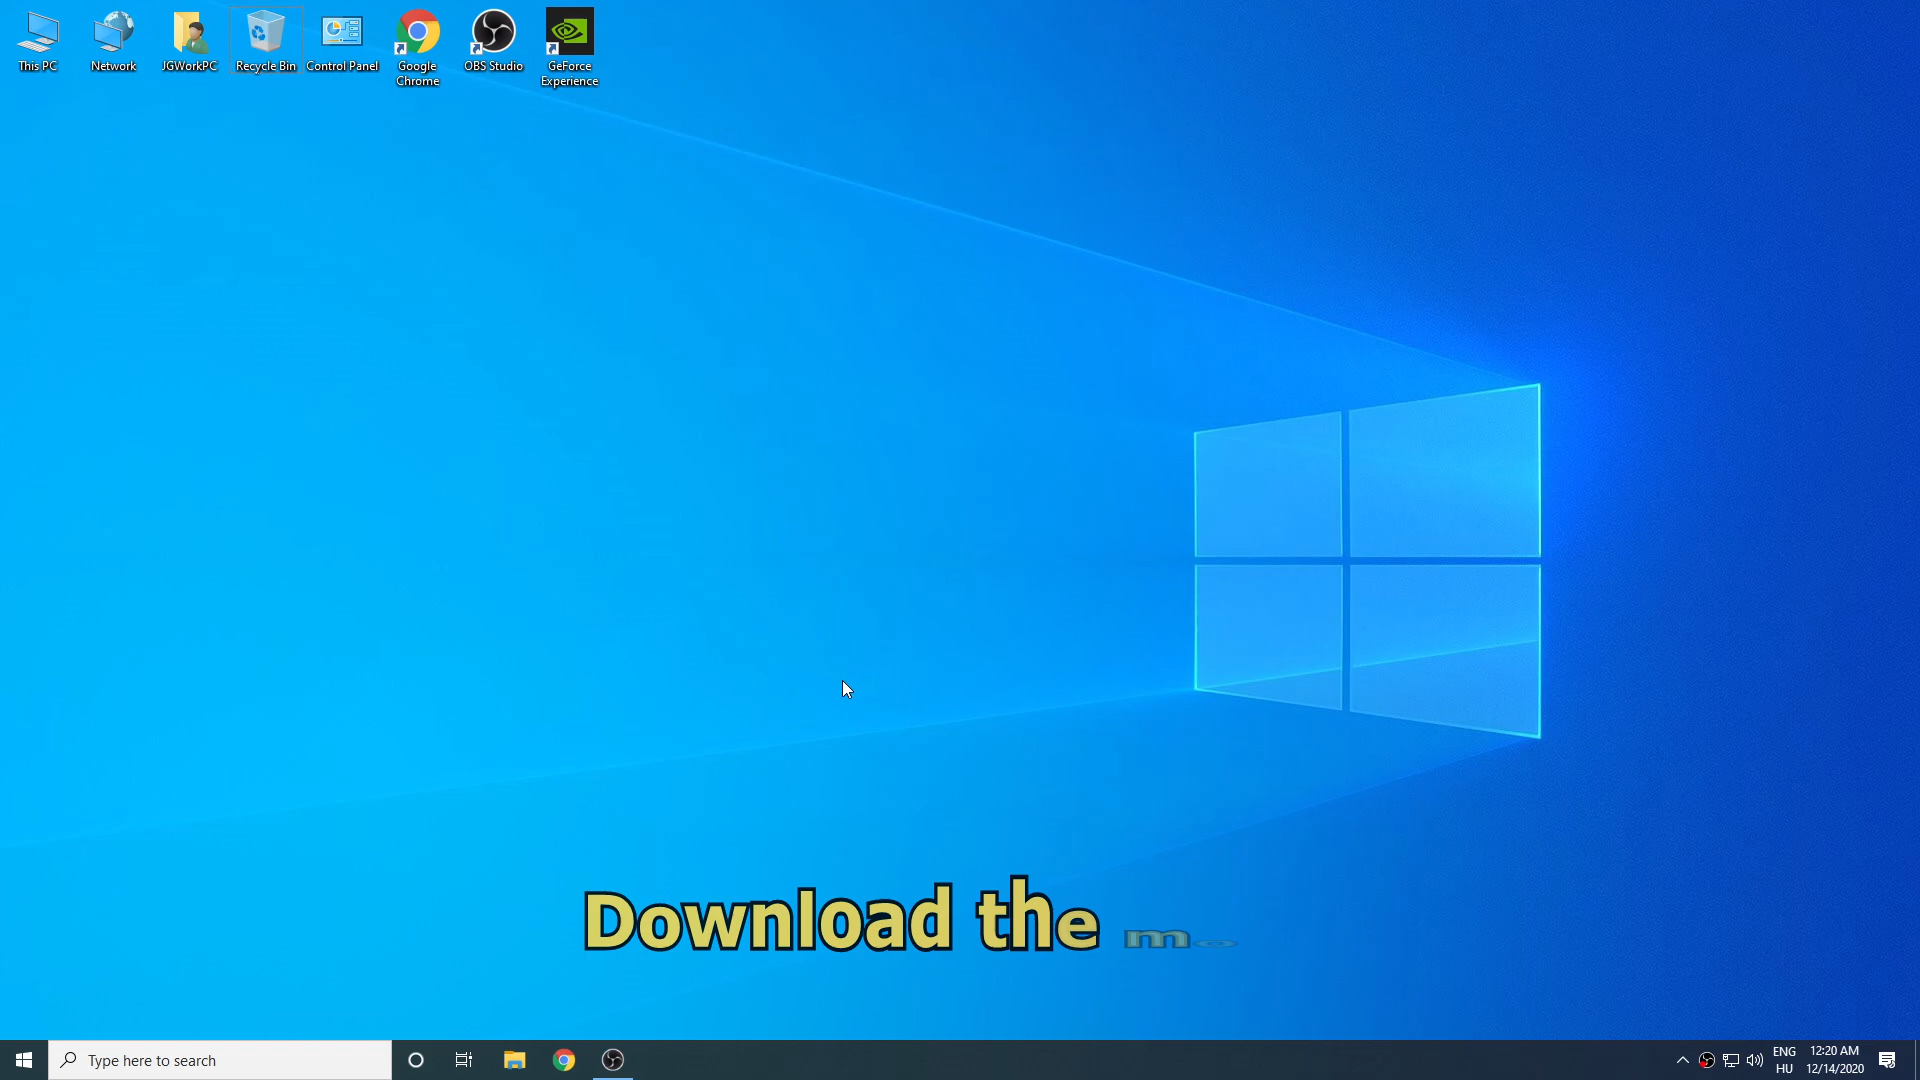 This PC
Network
JGWorkPC
Recycle Bin
Control Panel
Google
Chrome
OBS Studio
GeForce
Experience
Download the
Type here to search
ENG
HU
12:20 AM
12/14/2020